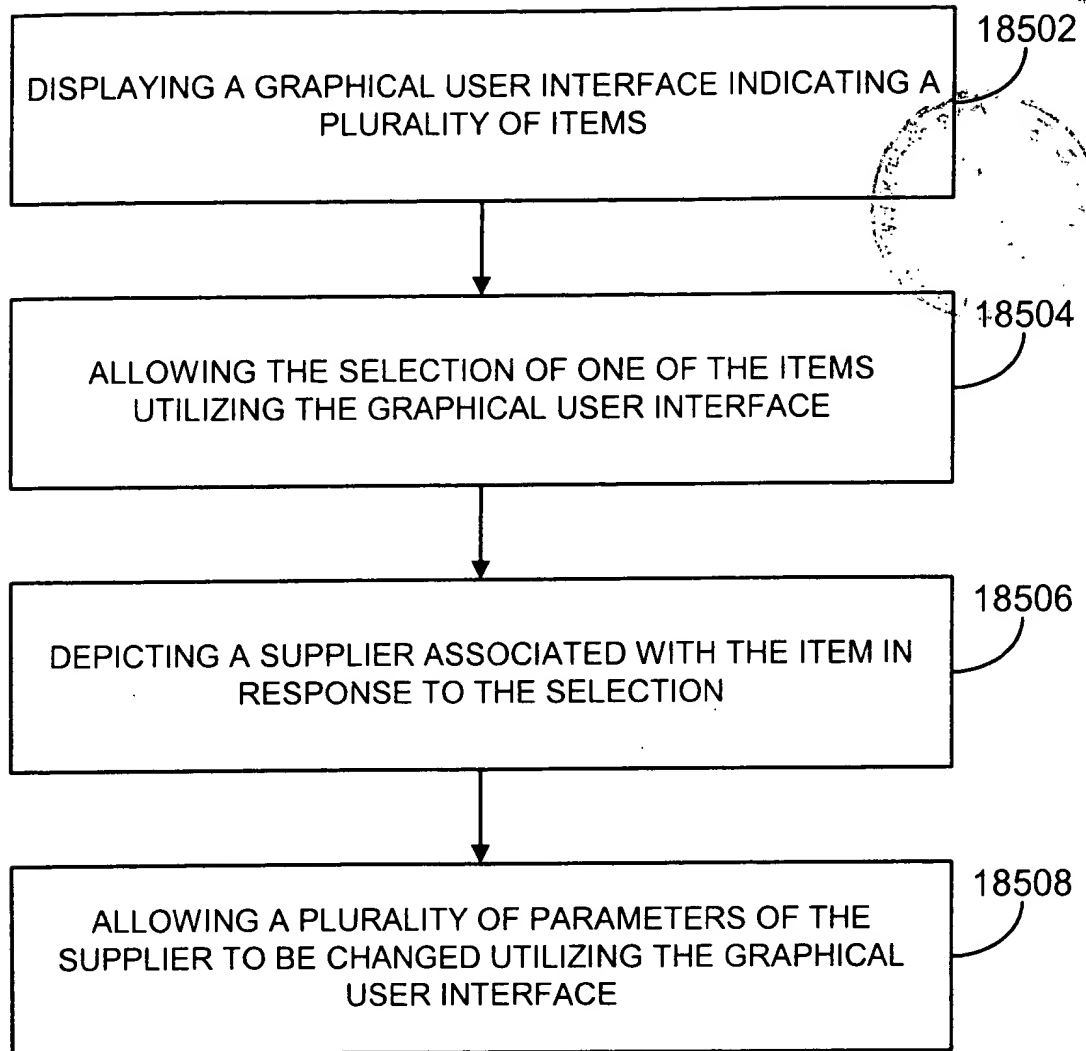 18502
DISPLAYING A GRAPHICAL USER INTERFACE INDICATING A
PLURALITY OF ITEMS
18504
ALLOWING THE SELECTION OF ONE OF THE ITEMS
UTILIZING THE GRAPHICAL USER INTERFACE
18506
DEPICTING A SUPPLIER ASSOCIATED WITH THE ITEM IN
RESPONSE TO THE SELECTION
18508
ALLOWING A PLURALITY OF PARAMETERS OF THE
SUPPLIER TO BE CHANGED UTILIZING THE GRAPHICAL
USER INTERFACE